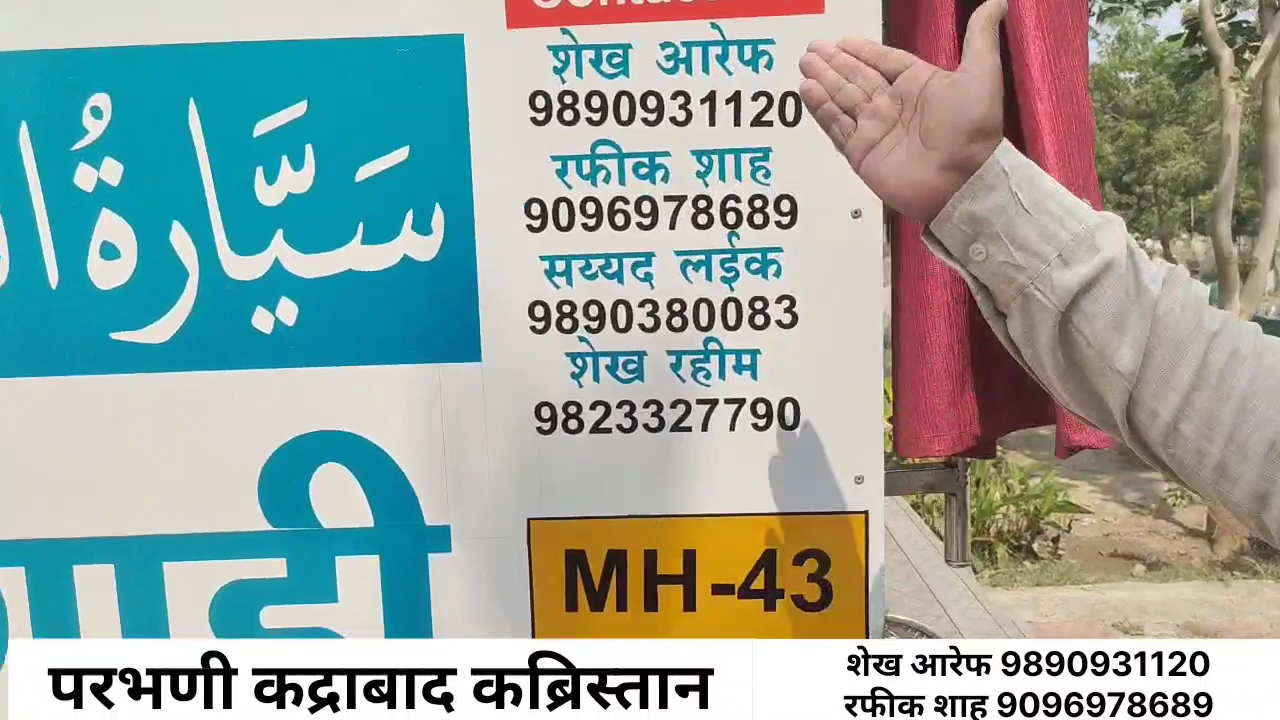 شेख आरेफ
9890931120
रफीक शाह
9096978689
सय्यद लईक
9890380083
शेख रहीम
9823327790
سَيَّارةُ
MH-43
परभणी कद्राबाद कब्रिस्तान
शेख आरेफ 9890931120
रफीक शाह 9096978689